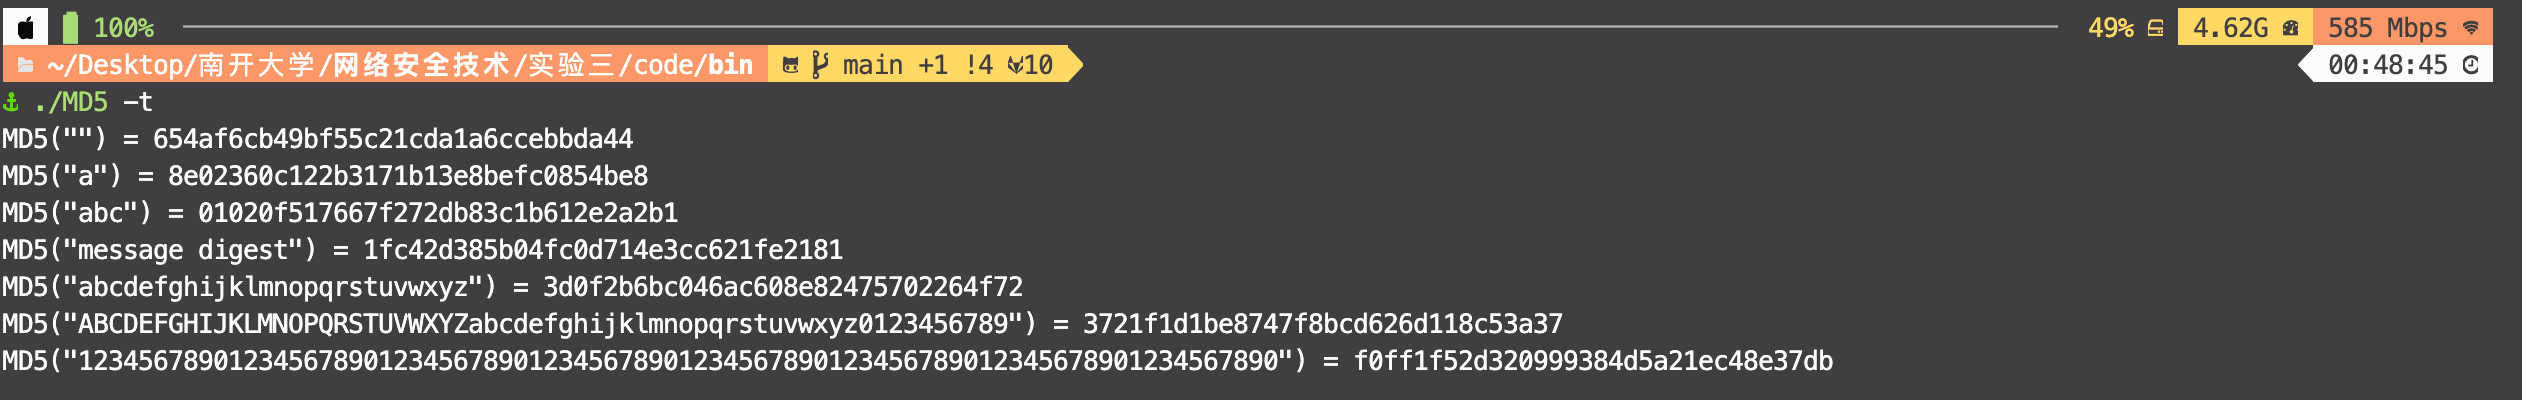 100% 49% 4.62G 585 Mbps
~/Desktop/南开大学/网络安全技术/实验三/code/bin main +1 !4 10 00:48:45
./MD5 -t
MD5("") = 654af6cb49bf55c21cda1a6ccebbda44
MD5("a") = 8e02360c122b3171b13e8befc0854be8
MD5("abc") = 01020f517667f272db83c1b612e2a2b1
MD5("message digest") = 1fc42d385b04fc0d714e3cc621fe2181
MD5("abcdefghijklmnopqrstuvwxyz") = 3d0f2b6bc046ac608e82475702264f72
MD5("ABCDEFGHIJKLMNOPQRSTUVWXYZabcdefghijklmnopqrstuvwxyz0123456789") = 3721f1d1be8747f8bcd626d118c53a37
MD5("12345678901234567890123456789012345678901234567890123456789012345678901234567890") = f0ff1f52d320999384d5a21ec48e37db